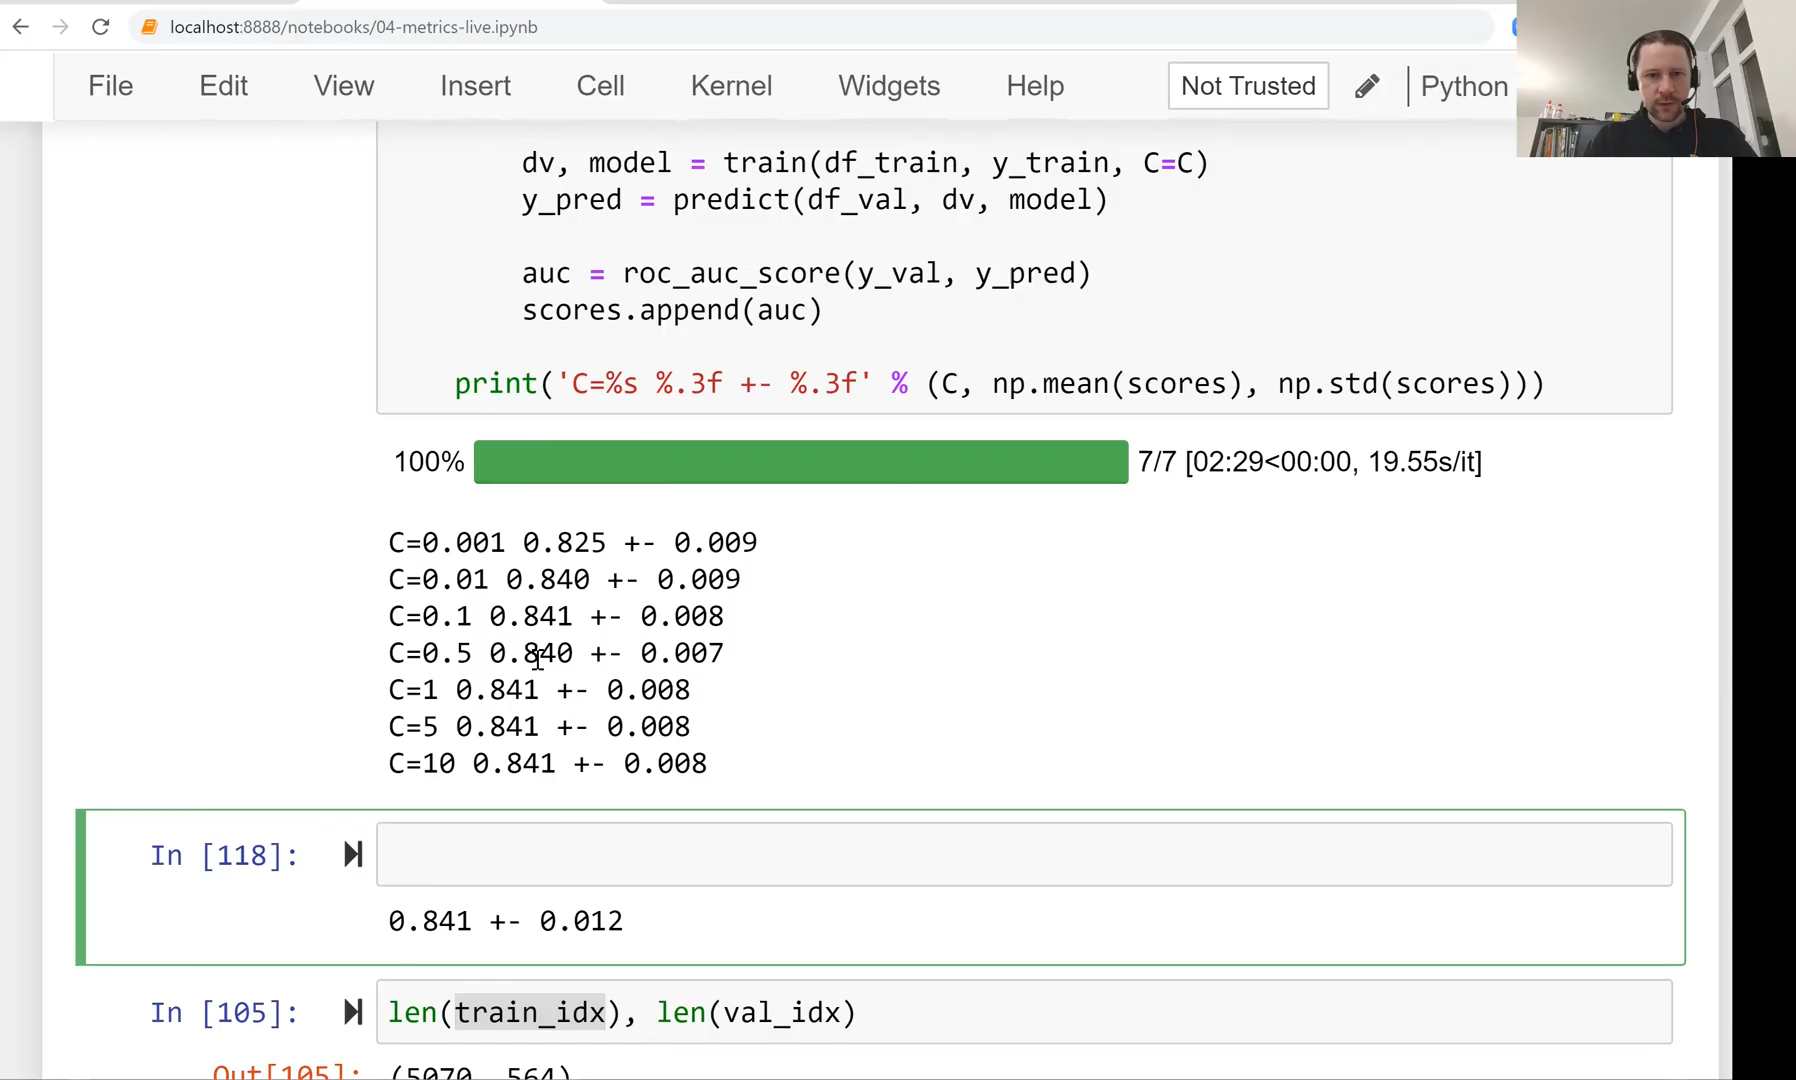 localhost:8888/notebooks/04-metrics-live.ipynb
File Edit View Insert Cell Kernel Widgets Help Not Trusted Python
dv, model = train(df_train, y_train, C=C)
y_pred = predict(df_val, dv, model)
auc = roc_auc_score(y_val, y_pred)
scores.append(auc)
print('C=%s %.3f +- %.3f' % (C, np.mean(scores), np.std(scores)))
100% 7/7 [02:29<00:00, 19.55s/it]
C=0.001 0.825 +- 0.009
C=0.01 0.840 +- 0.009
C=0.1 0.841 +- 0.008
C=0.5 0.840 +- 0.007
C=1 0.841 +- 0.008
C=5 0.841 +- 0.008
C=10 0.841 +- 0.008
In [118]:
0.841 +- 0.012
In [105]: len(train_idx), len(val_idx)
Out[105]: (5070, 564)